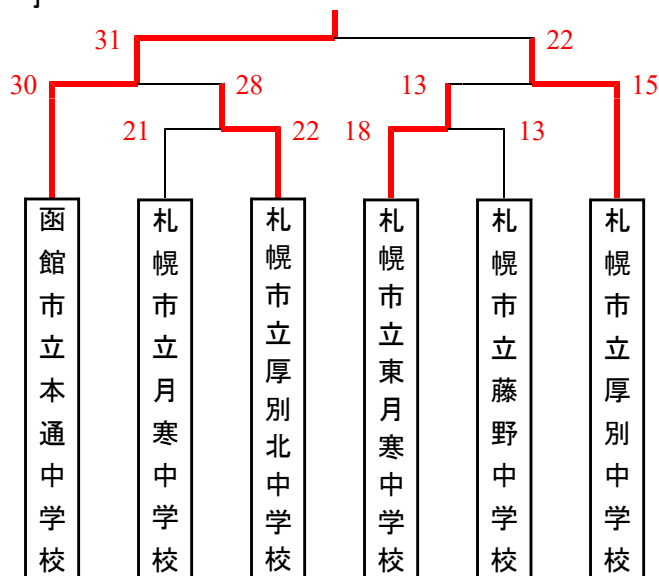 31
22
30
28
13
15
21
22
18
13
函館市立本通中学校
札幌市立月寒中学校
札幌市立厚別北中学校
札幌市立東月寒中学校
札幌市立藤野中学校
札幌市立厚別中学校